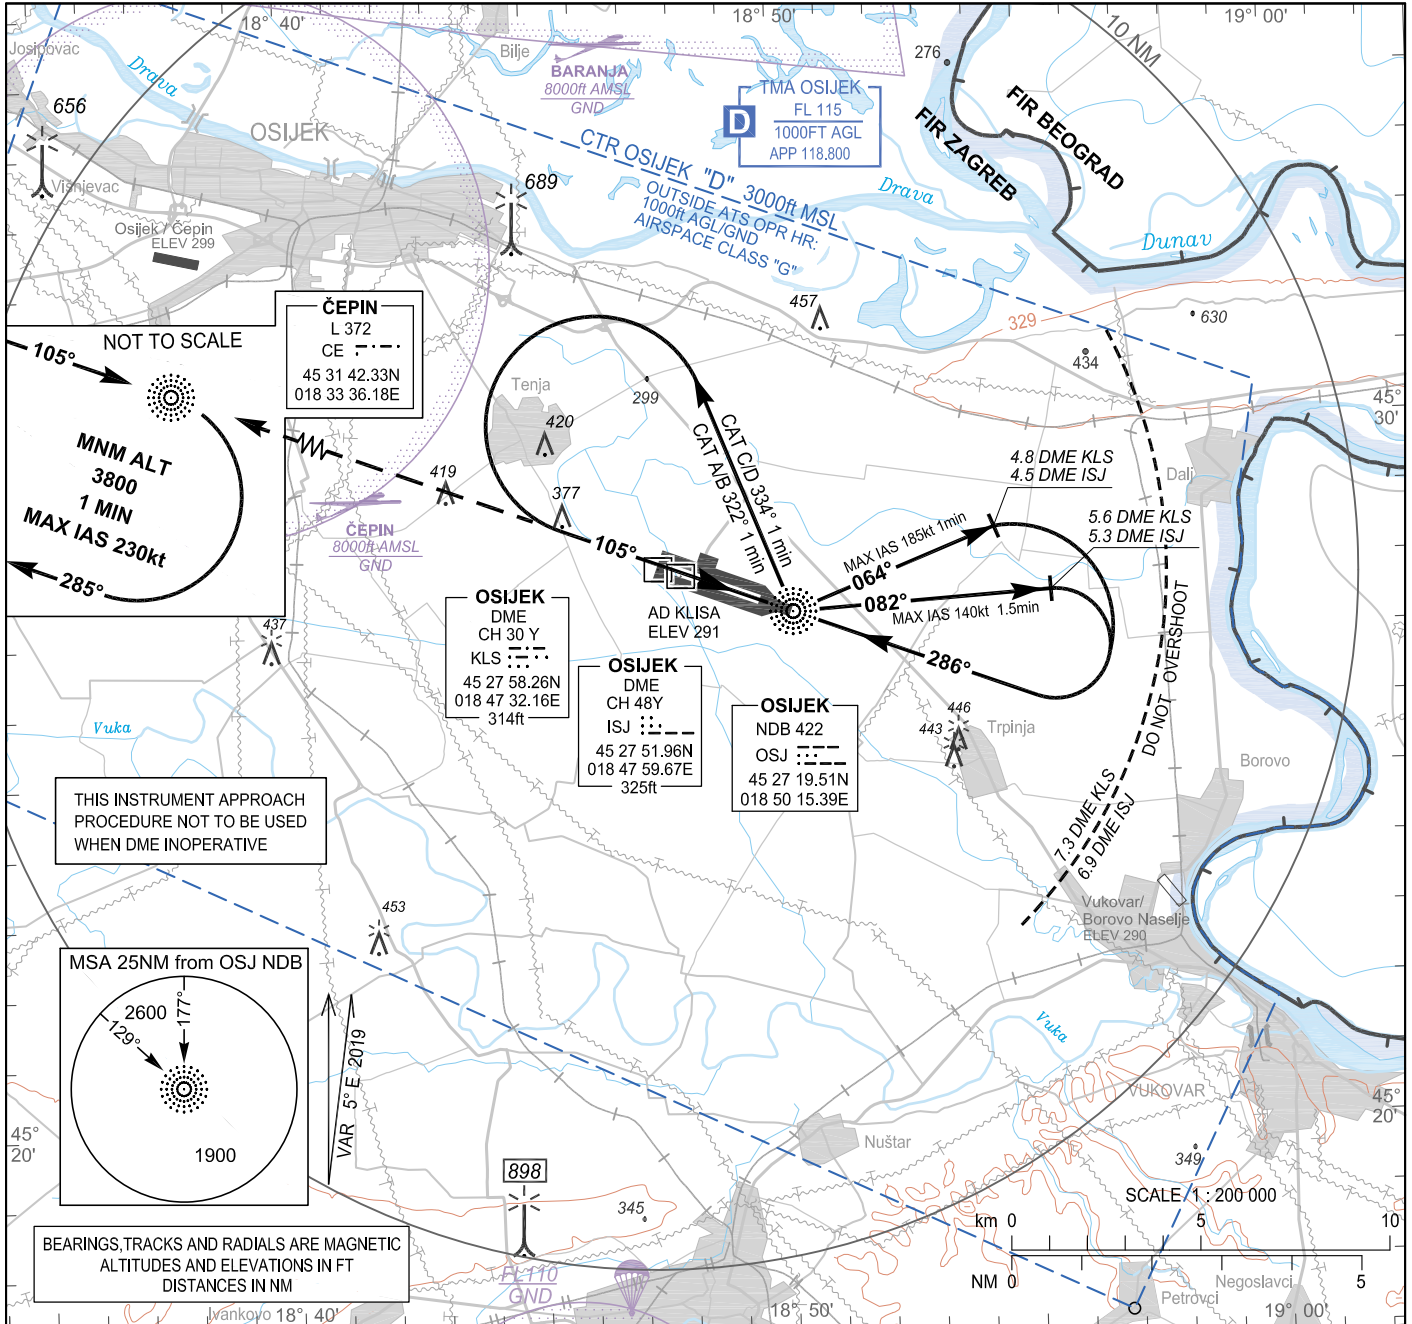 18° 40'
18° 50'
19° 00'
Josipovac
Drava
Bilje
BARANJA
8000ft AMSL
GND
TMA OSIJEK
D
FL 115
1000FT AGL
APP 118.800
276
10 NM
FIR BEOGRAD
FIR ZAGREB
656
OSIJEK
Višnjevac
689
Osijek / Čepin
ELEV 299
CTR OSIJEK "D" 3000ft MSL
OUTSIDE ATS OPR HR:
1000ft AGL/GND
AIRSPACE CLASS "G"
Drava
Dunav
ČEPIN
L 372
CE
45 31 42.33N
018 33 36.18E
NOT TO SCALE
105°
MNM ALT
3800
1 MIN
MAX IAS 230kt
285°
457
329
630
434
45°
30'
Tenja
299
420
419
377
CAT C/D 334° 1 min
CAT A/B 322° 1 min
ČEPIN
8000ft AMSL
GND
105°
4.8 DME KLS
4.5 DME ISJ
Dalj
5.6 DME KLS
5.3 DME ISJ
MAX IAS 185kt 1min
064°
082°
MAX IAS 140kt 1.5min
286°
DO NOT OVERSHOOT
7.3 DME KLS
6.9 DME ISJ
AD KLISA
ELEV 291
OSIJEK
DME
CH 30 Y
KLS
45 27 58.26N
018 47 32.16E
314ft
OSIJEK
DME
CH 48Y
ISJ
45 27 51.96N
018 47 59.67E
325ft
OSIJEK
NDB 422
OSJ
45 27 19.51N
018 50 15.39E
437
446
443
Trpinja
Vuka
Borovo
THIS INSTRUMENT APPROACH
PROCEDURE NOT TO BE USED
WHEN DME INOPERATIVE
453
Vukovar/
Borovo Naselje
ELEV 290
MSA 25NM from OSJ NDB
2600
177°
129°
1900
VAR 5° E 2019
Vuka
VUKOVAR
45°
20'
45°
20'
Nuštar
349
898
345
SCALE 1 : 200 000
km 0
5
10
NM 0
5
BEARINGS,TRACKS AND RADIALS ARE MAGNETIC
ALTITUDES AND ELEVATIONS IN FT
DISTANCES IN NM
FL110
GND
Negoslavci
Petrovci
Ivankovo
18° 40'
18° 50'
19° 00'